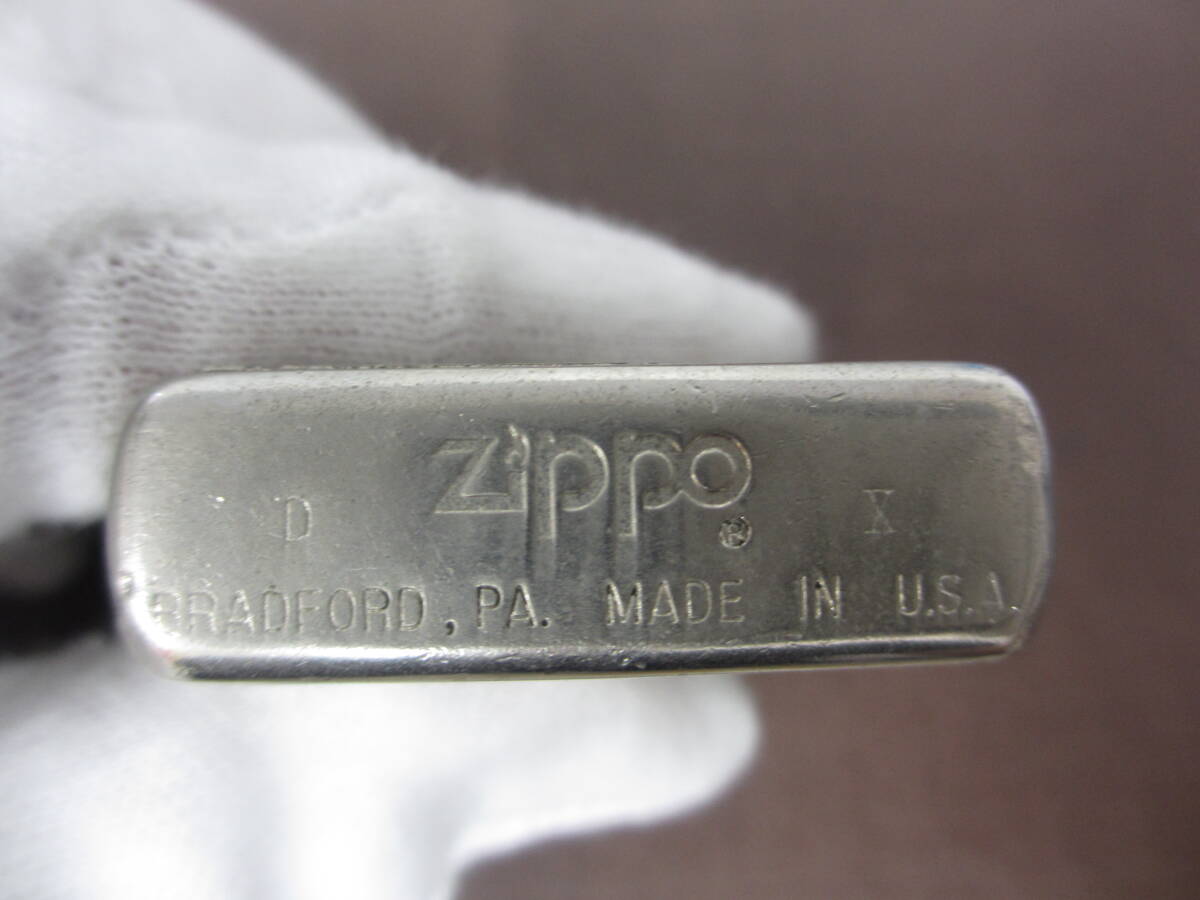 Zippo
D ® X
BRADFORD, PA. MADE IN U.S.A.